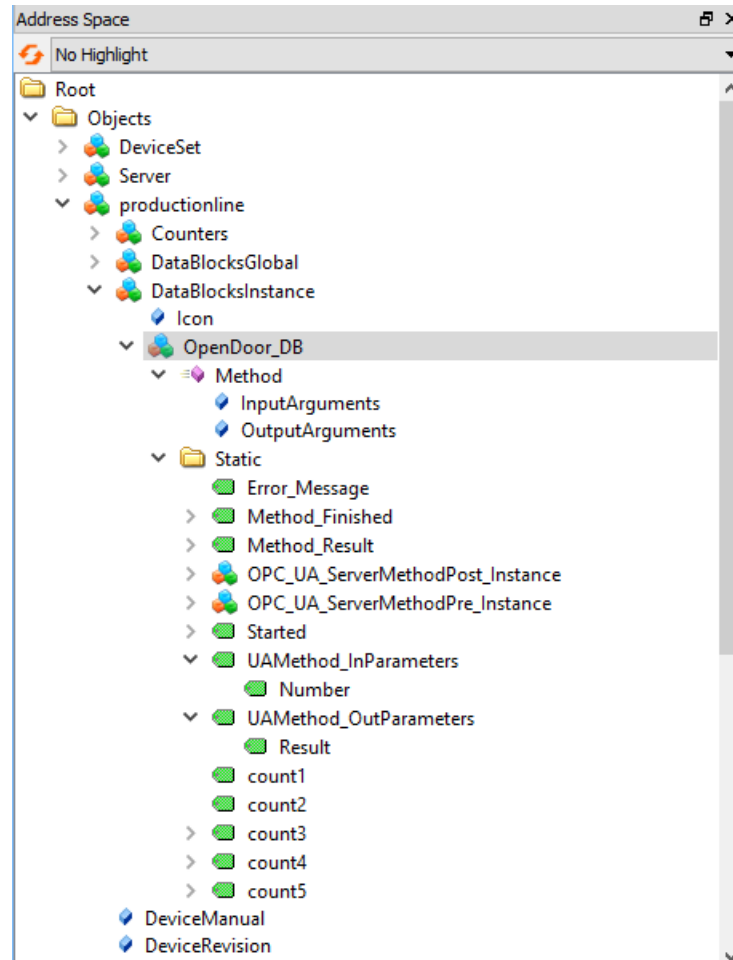 Address Space
No Highlight
Root
Objects
DeviceSet
Server
productionline
Counters
DataBlocksGlobal
DataBlocksInstance
Icon
OpenDoor_DB
Method
InputArguments
OutputArguments
Static
Error_Message
Method_Finished
Method_Result
OPC_UA_ServerMethodPost_Instance
OPC_UA_ServerMethodPre_Instance
Started
UAMethod_InParameters
Number
UAMethod_OutParameters
Result
count1
count2
count3
count4
count5
DeviceManual
DeviceRevision